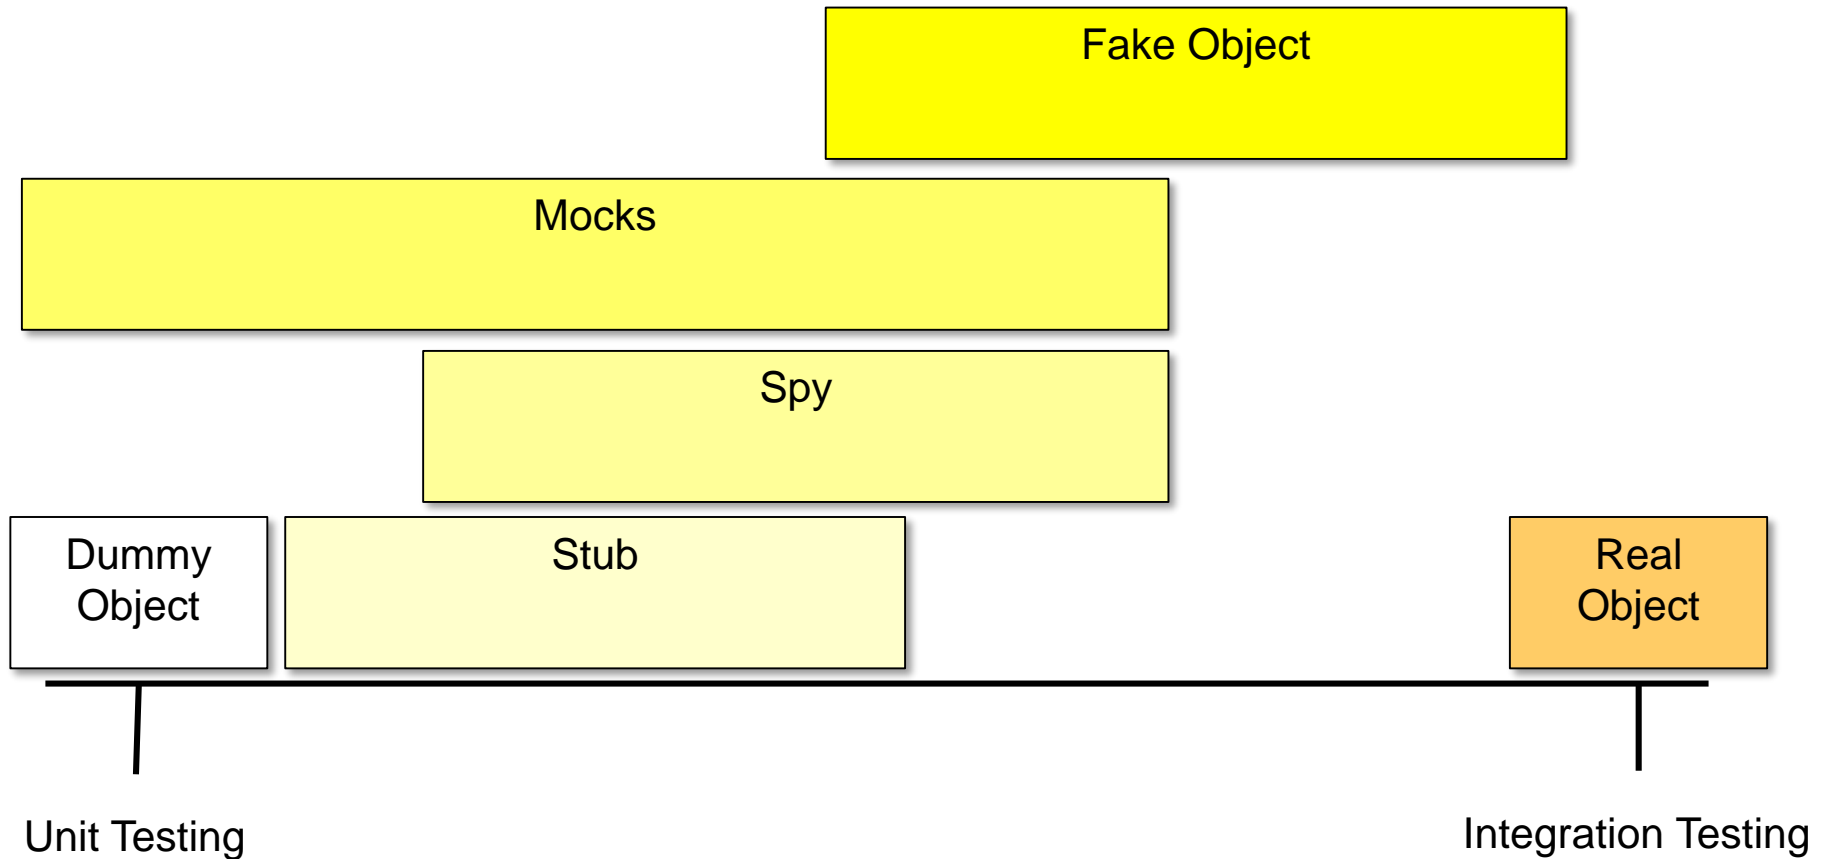 Fake Object
Mocks
Spy
Dummy
Object
Stub
Real
Object
Unit Testing
Integration Testing